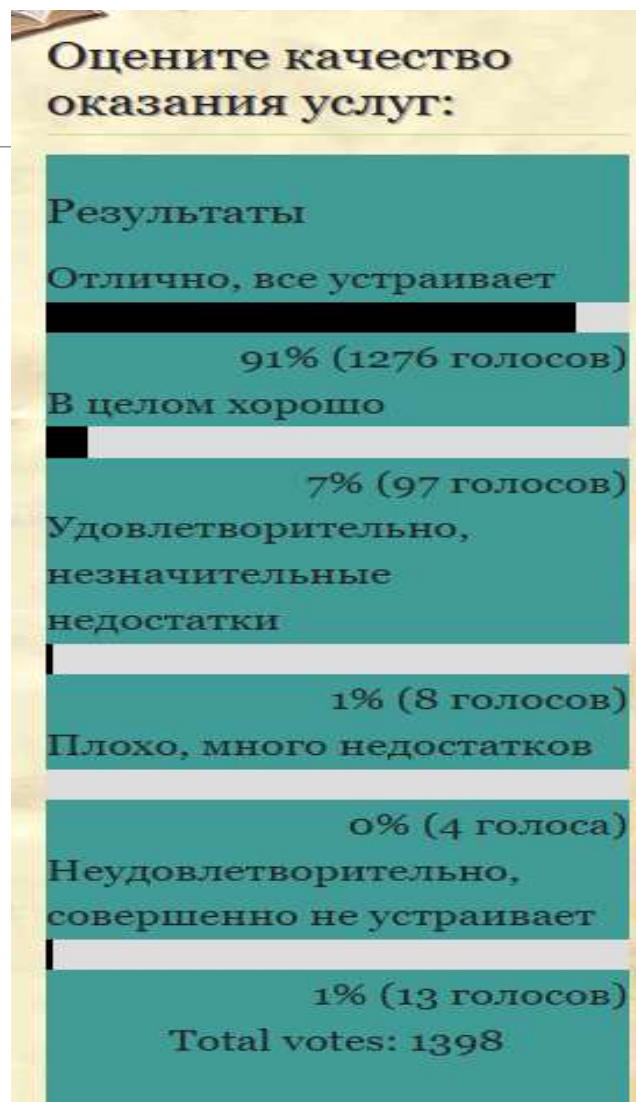 Оцените качество
оказания услуг:
Результаты
Отлично, все устраивает
91% (1276 голосов)
В целом хорошо
7% (97 голосов)
Удовлетворительно,
незначительные
недостатки
1% (8 голосов)
Плохо, много недостатков
0% (4 голоса)
Неудовлетворительно,
совершенно не устраивает
1% (13 голосов)
Total votes: 1398